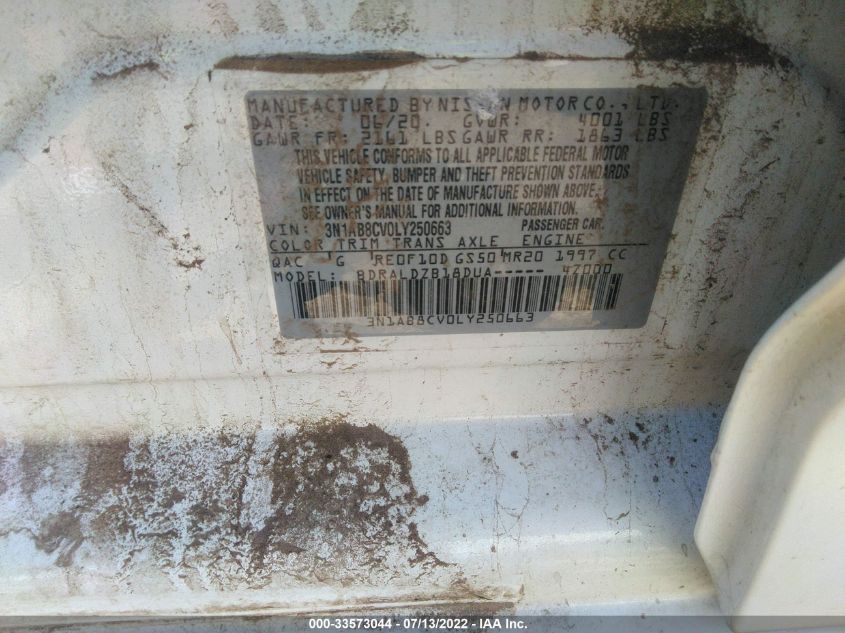 MANUFACTURED BY NISSAN MOTOR CO., LTD.
DATE: 06/20. GVWR: 4001 LBS
GAWR FR: 2161 LBS GAWR RR: 1863 LBS
THIS VEHICLE CONFORMS TO ALL APPLICABLE FEDERAL MOTOR
VEHICLE SAFETY, BUMPER AND THEFT PREVENTION STANDARDS
IN EFFECT ON THE DATE OF MANUFACTURE SHOWN ABOVE.
SEE OWNER'S MANUAL FOR ADDITIONAL INFORMATION.
VIN: 3N1AB8CV0LY250663 PASSENGER CAR.
COLOR TRIM TRANS AXLE ENGINE
QAC G RE0F10D GS50 MR20 1997 CC
MODEL: BDRALDZB18DUA----- 47000
3N1AB8CV0LY250663
000-33573044 - 07/13/2022 - IAA Inc.